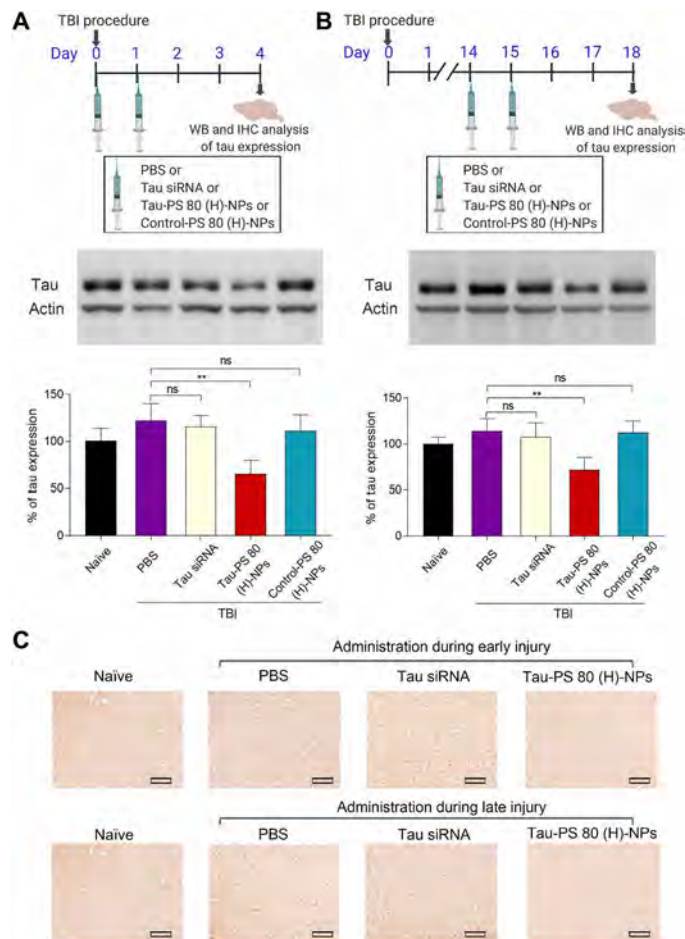 A
TBI procedure
Day 0 1 2 3 4
WB and IHC analysis
of tau expression
PBS or
Tau siRNA or
Tau-PS 80 (H)-NPs or
Control-PS 80 (H)-NPs
Tau
Actin
ns
**
ns
150
100
50
0
% of tau expression
Naïve
PBS
Tau siRNA
Tau-PS 80
(H)-NPs
Control-PS 80
(H)-NPs
TBI
B
TBI procedure
Day 0 1 14 15 16 17 18
WB and IHC analysis
of tau expression
PBS or
Tau siRNA or
Tau-PS 80 (H)-NPs or
Control-PS 80 (H)-NPs
Tau
Actin
ns
**
ns
150
100
50
0
% of tau expression
Naïve
PBS
Tau siRNA
Tau-PS 80
(H)-NPs
Control-PS 80
(H)-NPs
TBI
C
Administration during early injury
Naïve PBS Tau siRNA Tau-PS 80 (H)-NPs
Administration during late injury
Naïve PBS Tau siRNA Tau-PS 80 (H)-NPs